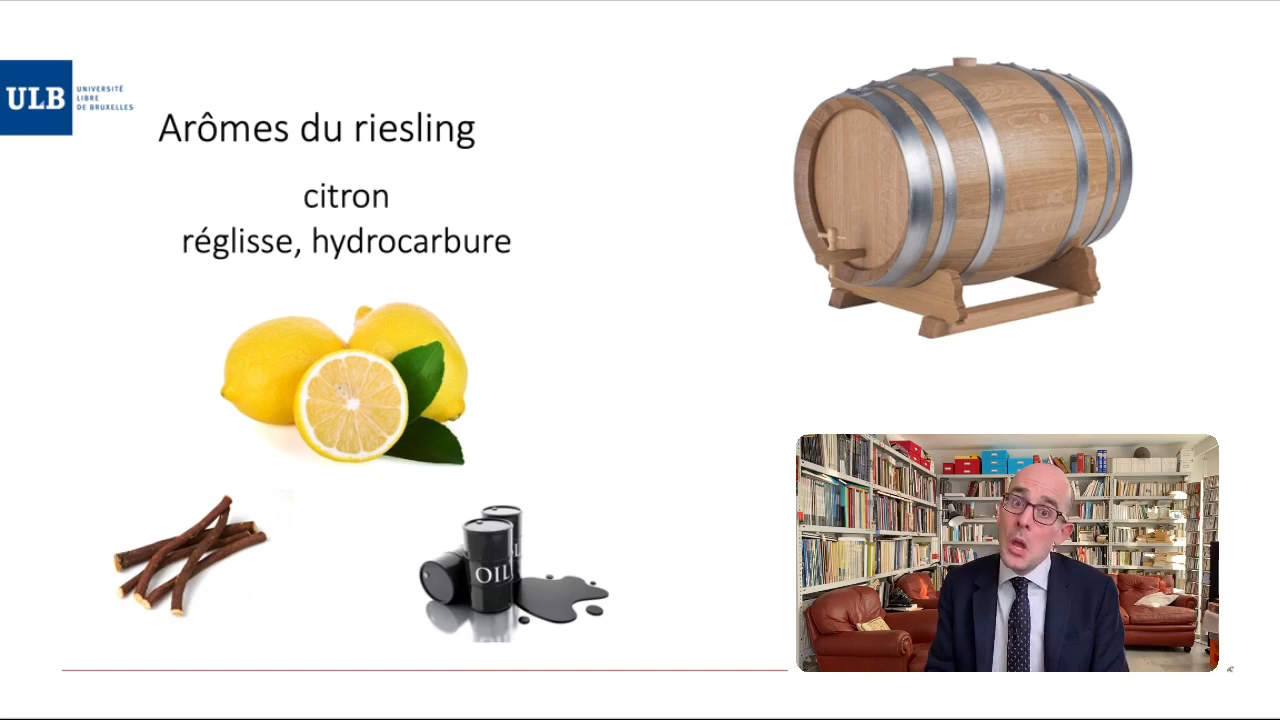 ULB
UNIVERSITÉ
LIBRE
DE BRUXELLES
Arômes du riesling
citron
réglisse, hydrocarbure
OIL